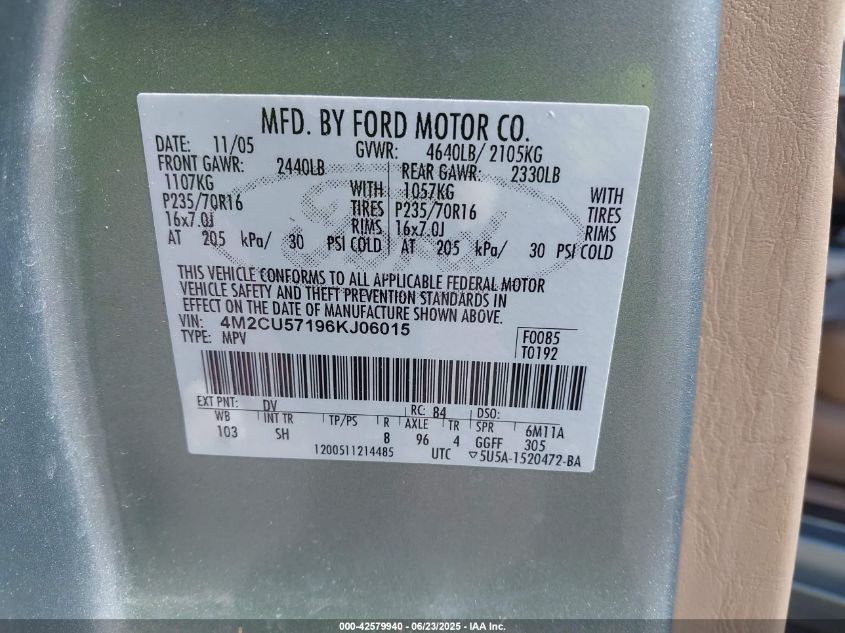 MFD. BY FORD MOTOR CO.
DATE: 11/05 GVWR: 4640LB/ 2105KG
FRONT GAWR: 2440LB REAR GAWR: 2330LB
1107KG WITH 1057KG WITH
P235/70R16 TIRES P235/70R16 TIRES
16x7.0J RIMS 16x7.0J RIMS
AT 205 kPa/ 30 PSI COLD AT 205 kPa/ 30 PSI COLD
THIS VEHICLE CONFORMS TO ALL APPLICABLE FEDERAL MOTOR
VEHICLE SAFETY AND THEFT PREVENTION STANDARDS IN
EFFECT ON THE DATE OF MANUFACTURE SHOWN ABOVE.
VIN: 4M2CU57196KJ06015
TYPE: MPV
F0085
T0192
EXT PNT: DV RC: B4 DSO:
WB INT TR TP/PS R AXLE TR SPR 6M11A
103 SH 8 96 4 GGFF 305
1200511214485 UTC ▽5U5A-1520472-BA
000-42579940 - 06/23/2025 - IAA Inc.